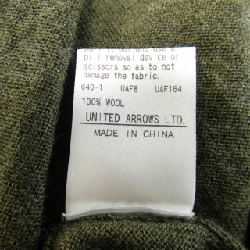 pill removal device or
scissors so as to not
damage the fabric.
640-1 UAF8 UAF164
100% WOOL
UNITED ARROWS LTD.
MADE IN CHINA